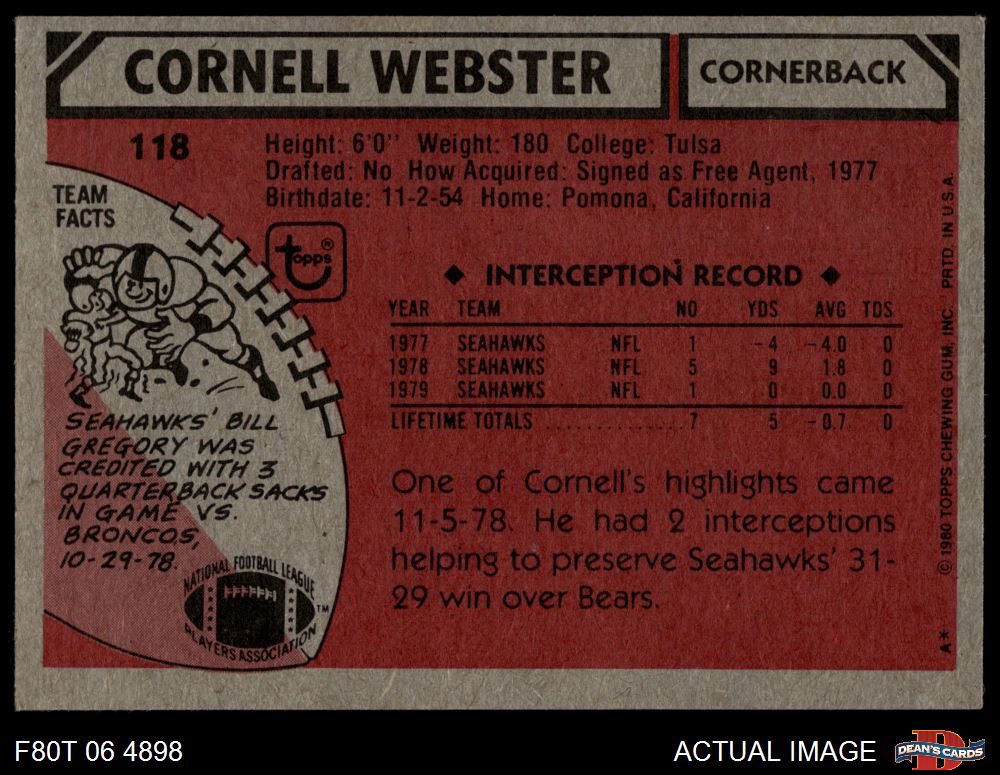 CORNELL WEBSTER
CORNERBACK
118
Height: 6'0" Weight: 180 College: Tulsa
Drafted: No How Acquired: Signed as Free Agent, 1977
Birthdate: 11-2-54 Home: Pomona, California
TEAM
FACTS
topps®
◆ INTERCEPTION RECORD ◆
YEAR TEAM NO YDS AVG TDS
1977 SEAHAWKS NFL 1 -4 -4.0 0
1978 SEAHAWKS NFL 5 9 1.8 0
1979 SEAHAWKS NFL 1 0 0.0 0
LIFETIME TOTALS .............. 7 5 -0.7 0
SEAHAWKS' BILL
GREGORY WAS
CREDITED WITH 3
QUARTERBACK SACKS
IN GAME VS.
BRONCOS,
10-29-78.
One of Cornell's highlights came
11-5-78. He had 2 interceptions
helping to preserve Seahawks' 31-
29 win over Bears.
NATIONAL FOOTBALL LEAGUE
PLAYERS ASSOCIATION
TM
A* © 1980 TOPPS CHEWING GUM, INC. PRTD. IN U.S.A.
F80T 06 4898
ACTUAL IMAGE
D
DEAN'S CARDS